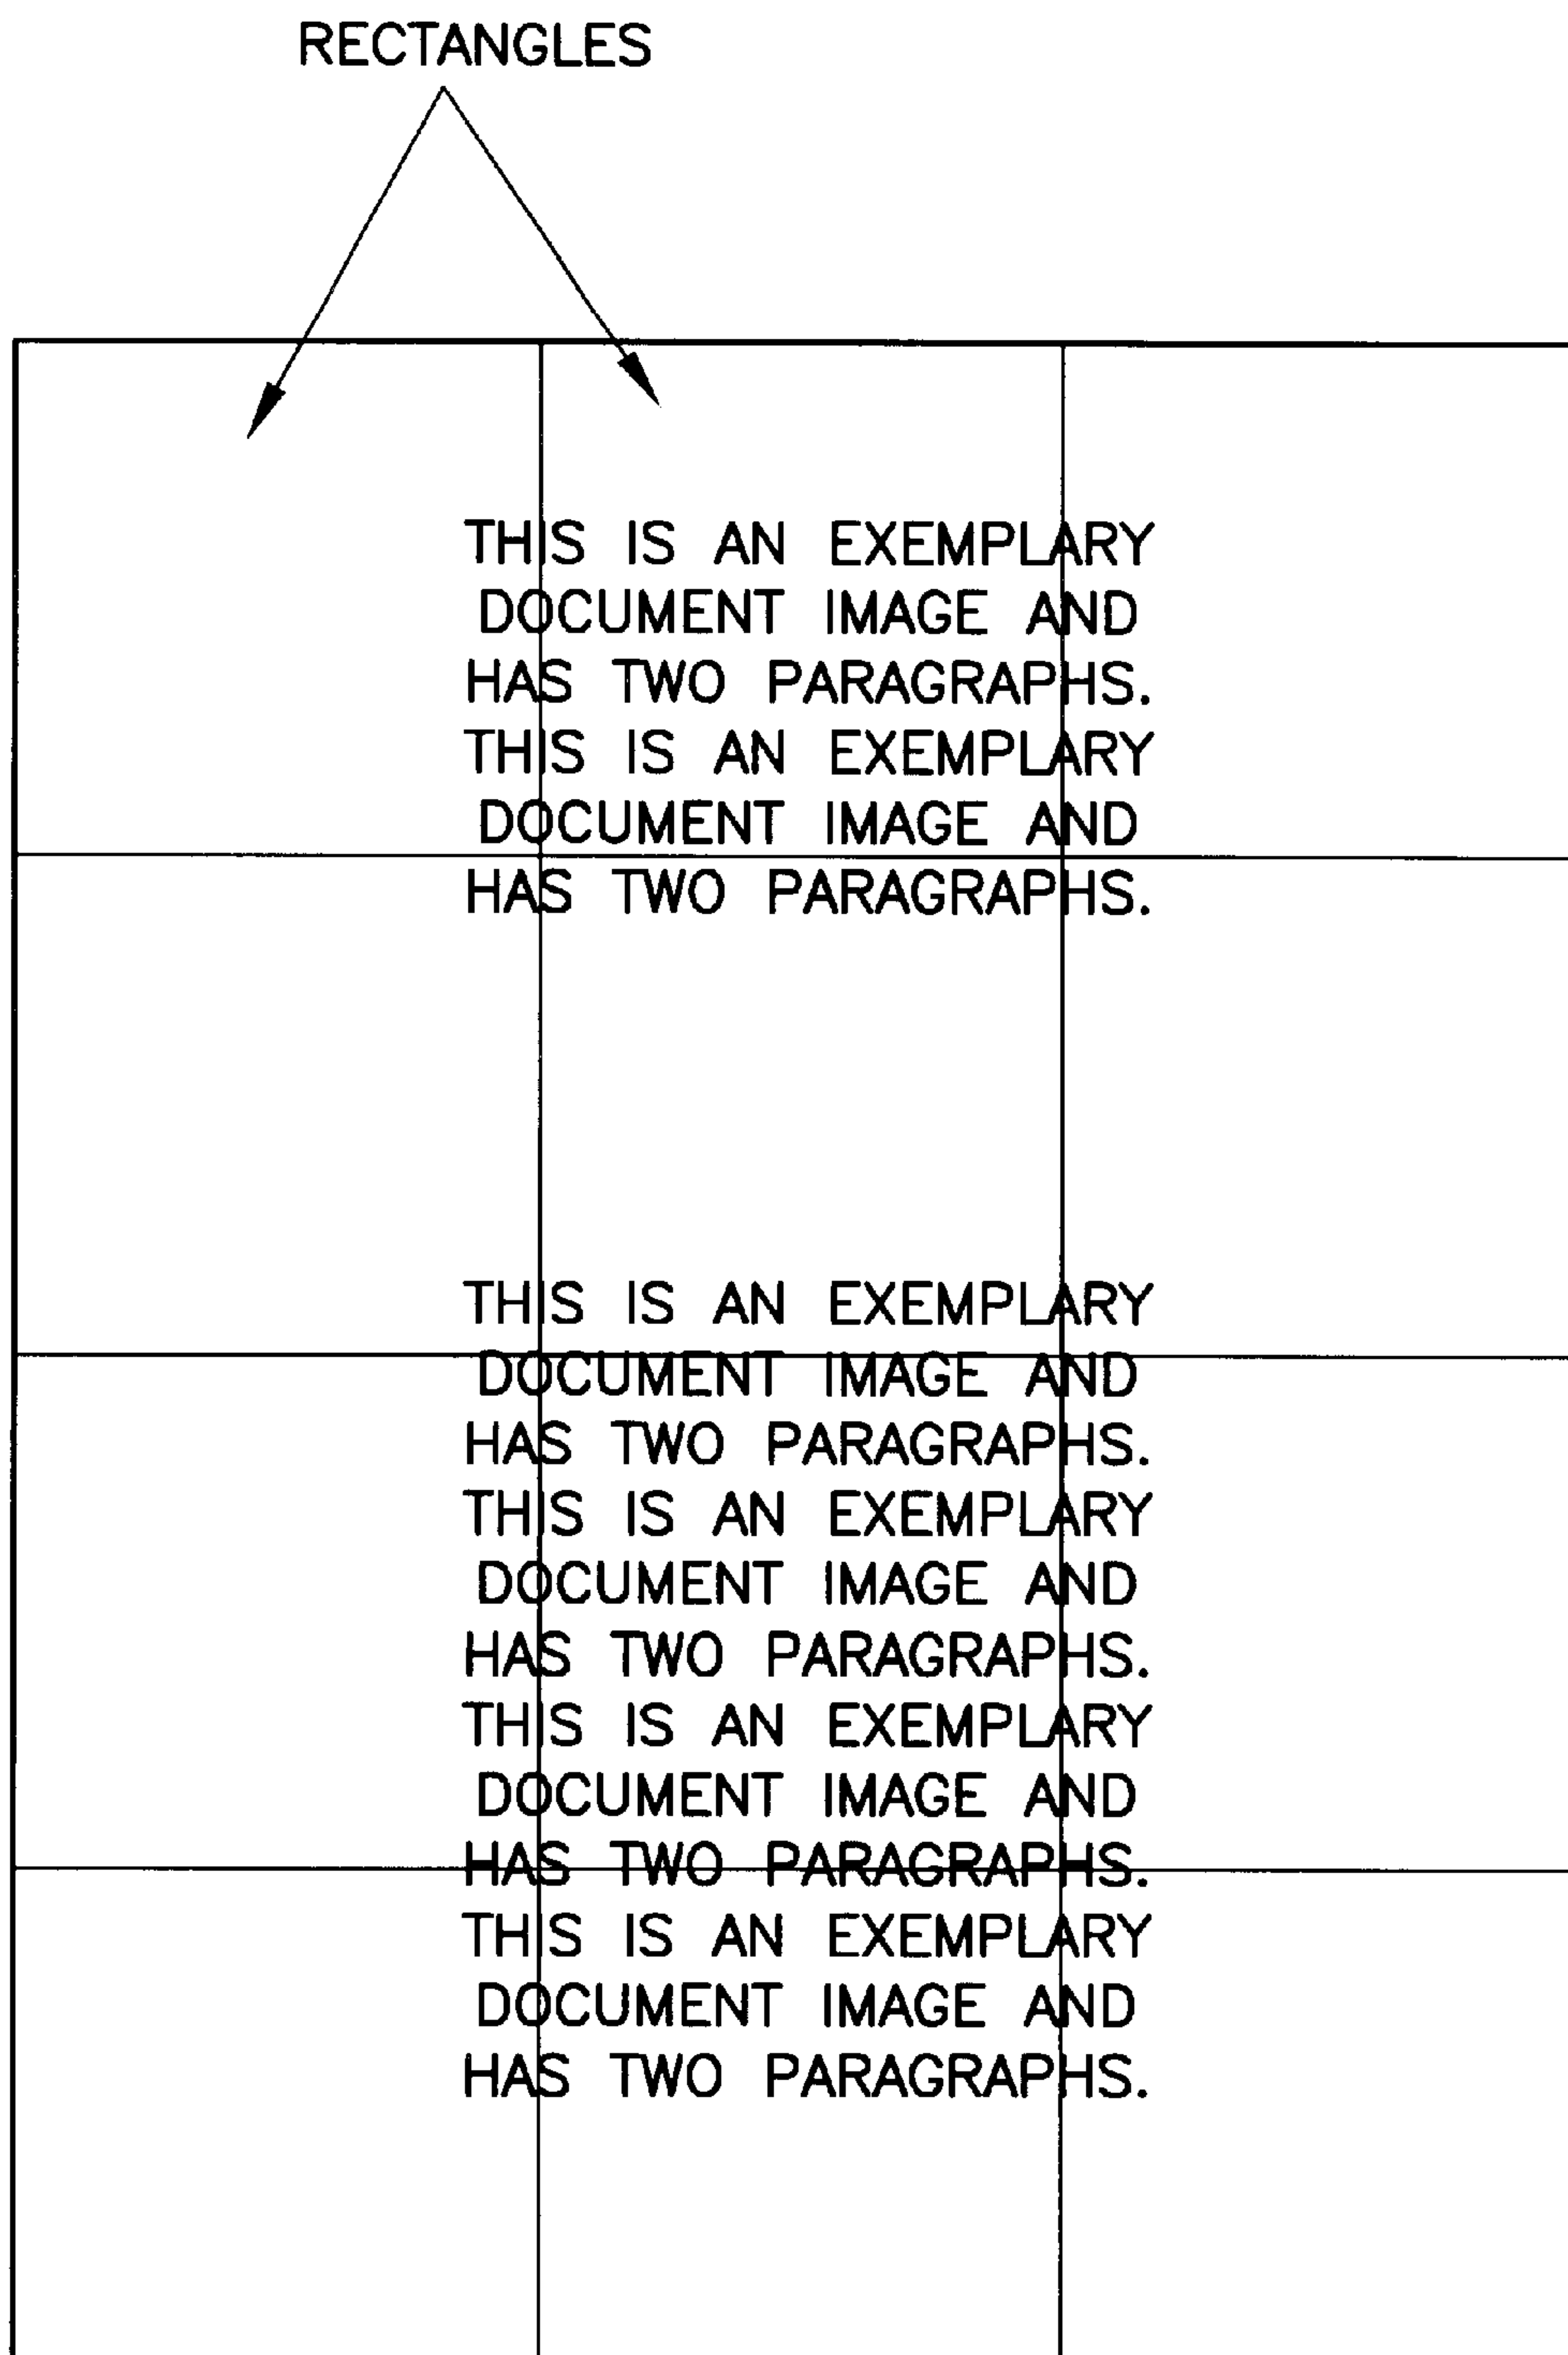 RECTANGLES
THIS IS AN EXEMPLARY
DOCUMENT IMAGE AND
HAS TWO PARAGRAPHS.
THIS IS AN EXEMPLARY
DOCUMENT IMAGE AND
HAS TWO PARAGRAPHS.
THIS IS AN EXEMPLARY
DOCUMENT IMAGE AND
HAS TWO PARAGRAPHS.
THIS IS AN EXEMPLARY
DOCUMENT IMAGE AND
HAS TWO PARAGRAPHS.
THIS IS AN EXEMPLARY
DOCUMENT IMAGE AND
HAS TWO PARAGRAPHS.
THIS IS AN EXEMPLARY
DOCUMENT IMAGE AND
HAS TWO PARAGRAPHS.